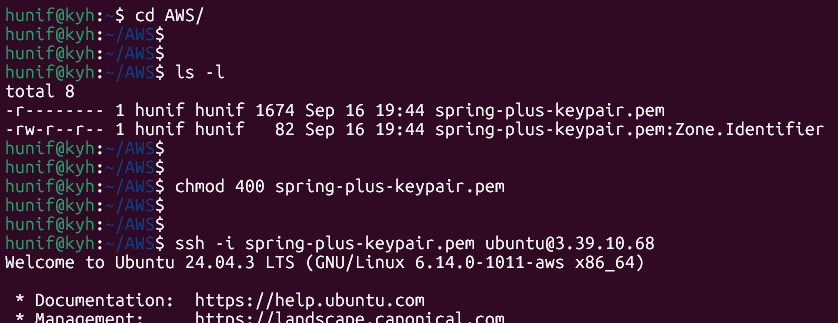 hunif@kyh:~$ cd AWS/
hunif@kyh:~/AWS$
hunif@kyh:~/AWS$
hunif@kyh:~/AWS$ ls -l
total 8
-r-------- 1 hunif hunif 1674 Sep 16 19:44 spring-plus-keypair.pem
-rw-r--r-- 1 hunif hunif   82 Sep 16 19:44 spring-plus-keypair.pem:Zone.Identifier
hunif@kyh:~/AWS$
hunif@kyh:~/AWS$
hunif@kyh:~/AWS$ chmod 400 spring-plus-keypair.pem
hunif@kyh:~/AWS$
hunif@kyh:~/AWS$
hunif@kyh:~/AWS$ ssh -i spring-plus-keypair.pem ubuntu@3.39.10.68
Welcome to Ubuntu 24.04.3 LTS (GNU/Linux 6.14.0-1011-aws x86_64)

 * Documentation:  https://help.ubuntu.com
 * Management:     https://landscape.canonical.com